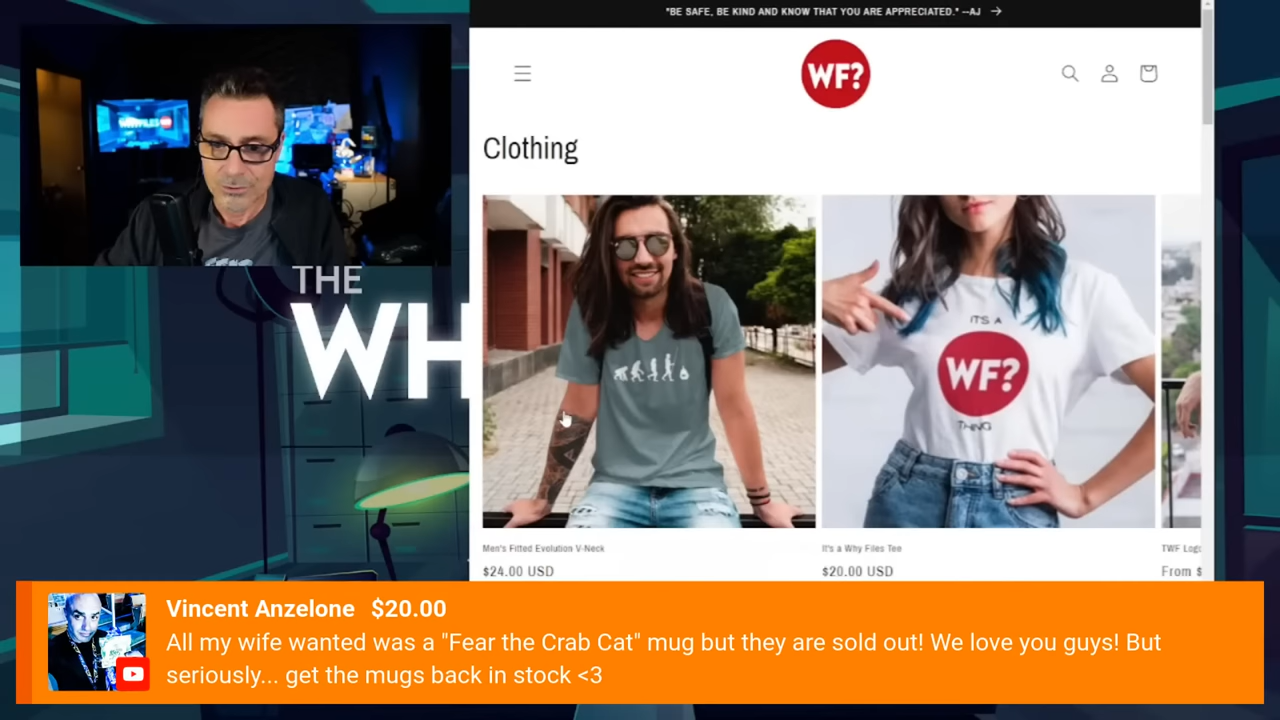 "BE SAFE, BE KIND AND KNOW THAT YOU ARE APPRECIATED." --AJ →
WF?
Clothing
THE
WH
IT'S A
WF?
THING
Men's Fitted Evolution V-Neck
It's a Why Files Tee
TWF Logo
$24.00 USD
$20.00 USD
From $
Vincent Anzelone $20.00
All my wife wanted was a "Fear the Crab Cat" mug but they are sold out! We love you guys! But
seriously... get the mugs back in stock <3